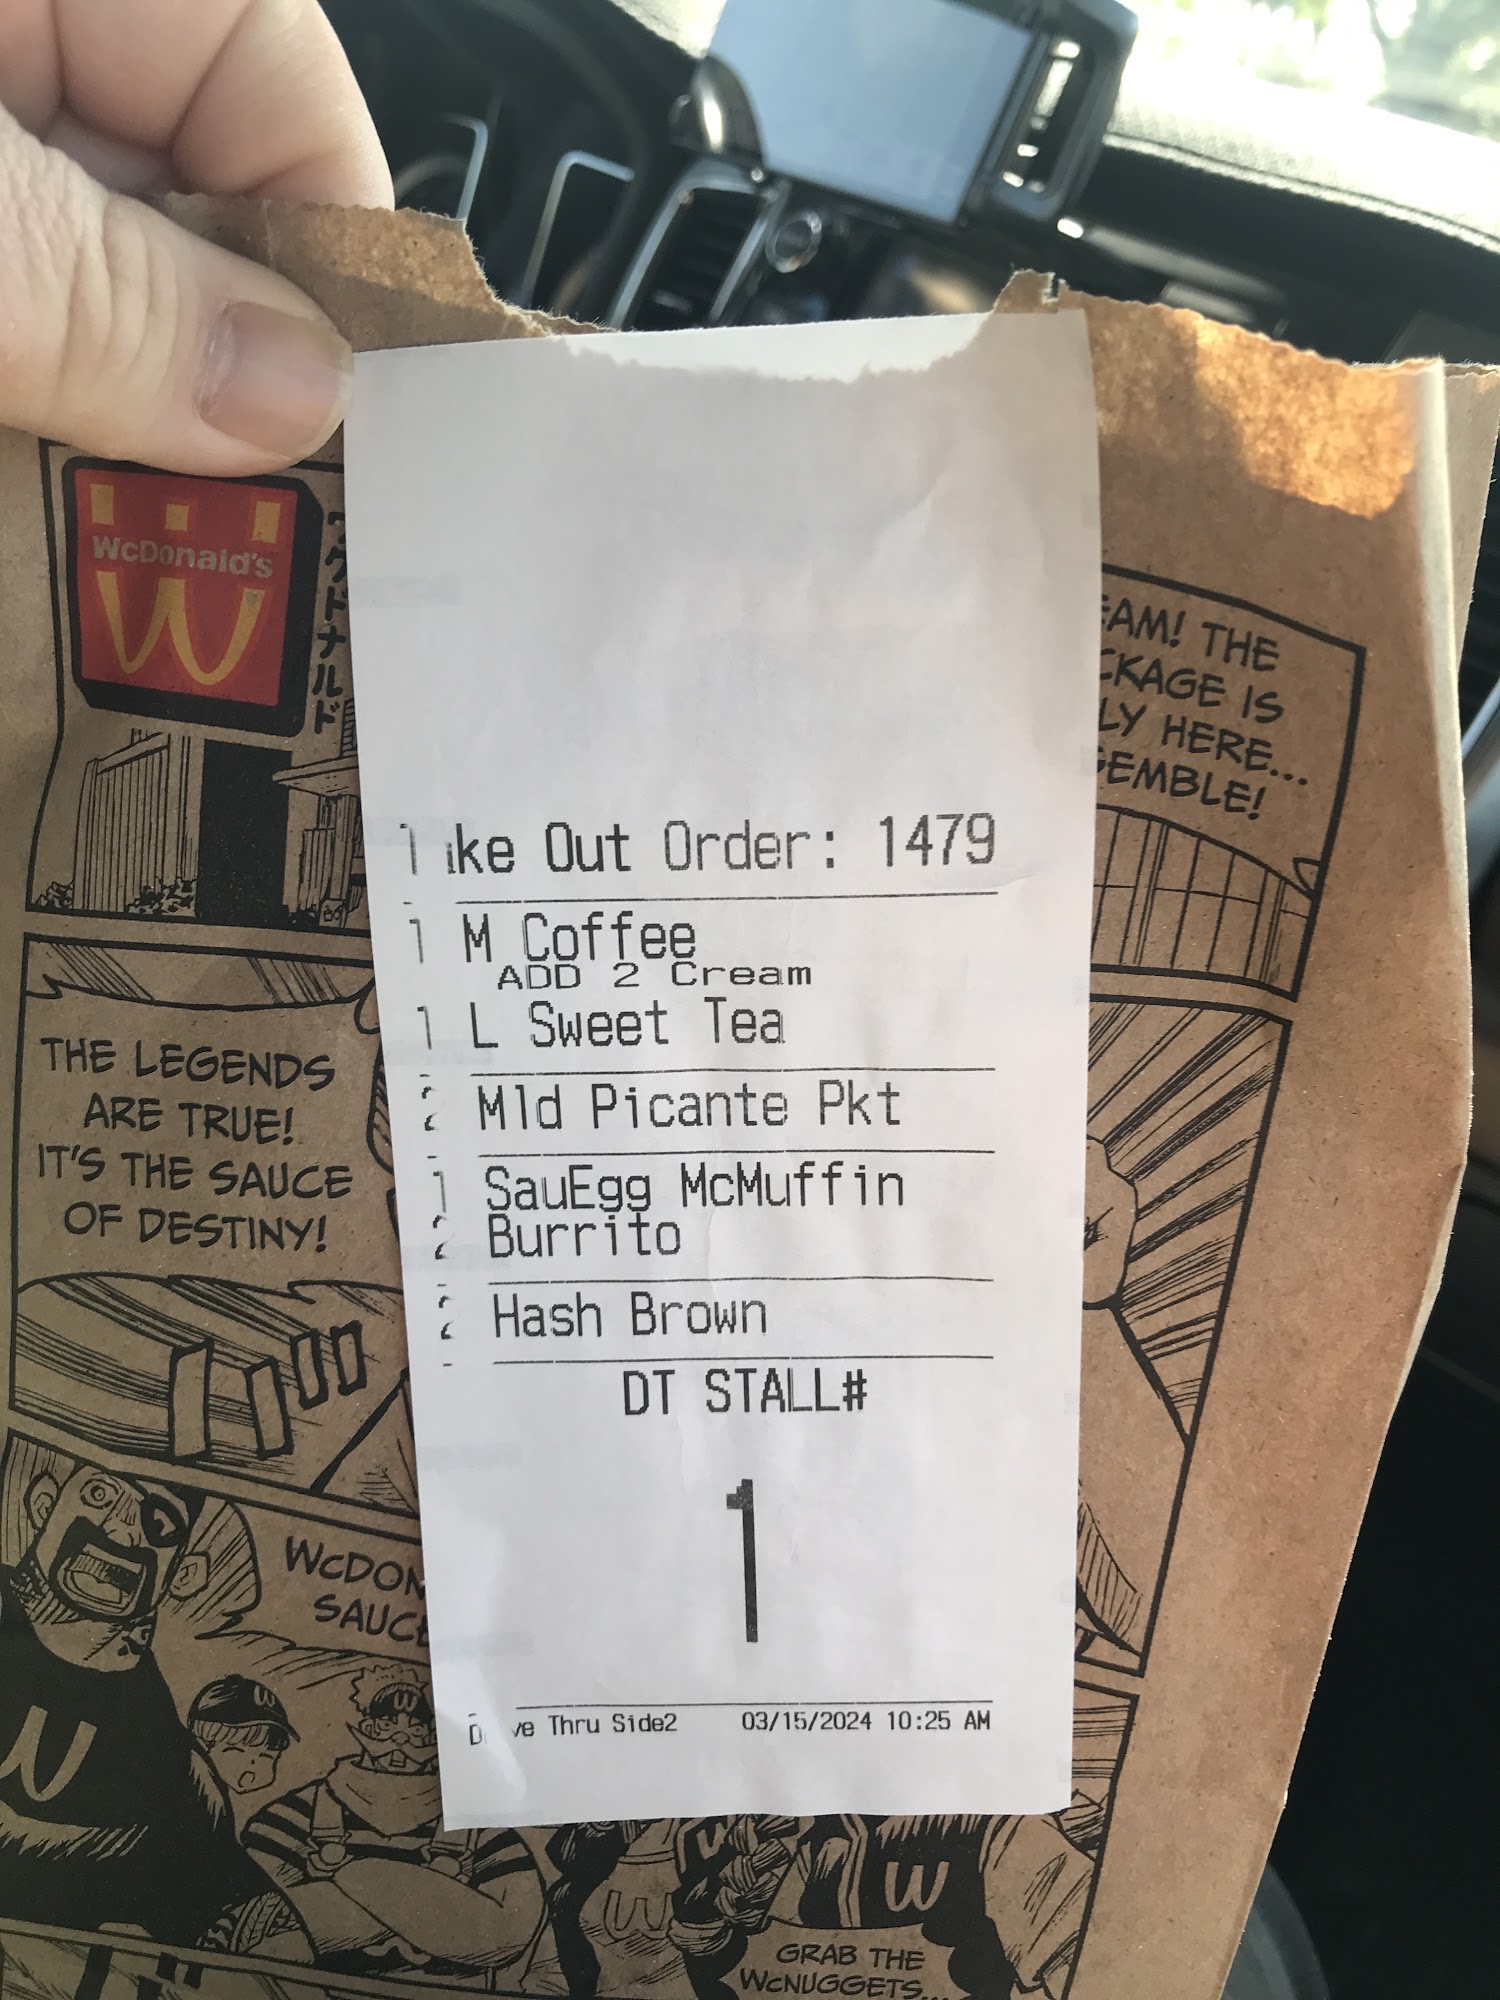 WcDonald's
ワクドナルド
EAM! THE
CKAGE IS
LY HERE...
EMBLE!
THE LEGENDS
ARE TRUE!
IT'S THE SAUCE
OF DESTINY!
WCDON
SAUCE
GRAB THE
WCNUGGETS...
ke Out Order: 1479
1 M Coffee
ADD 2 Cream
1 L Sweet Tea
2 Mld Picante Pkt
1 SauEgg McMuffin
2 Burrito
2 Hash Brown
DT STALL#
1
ve Thru Side2 03/15/2024 10:25 AM